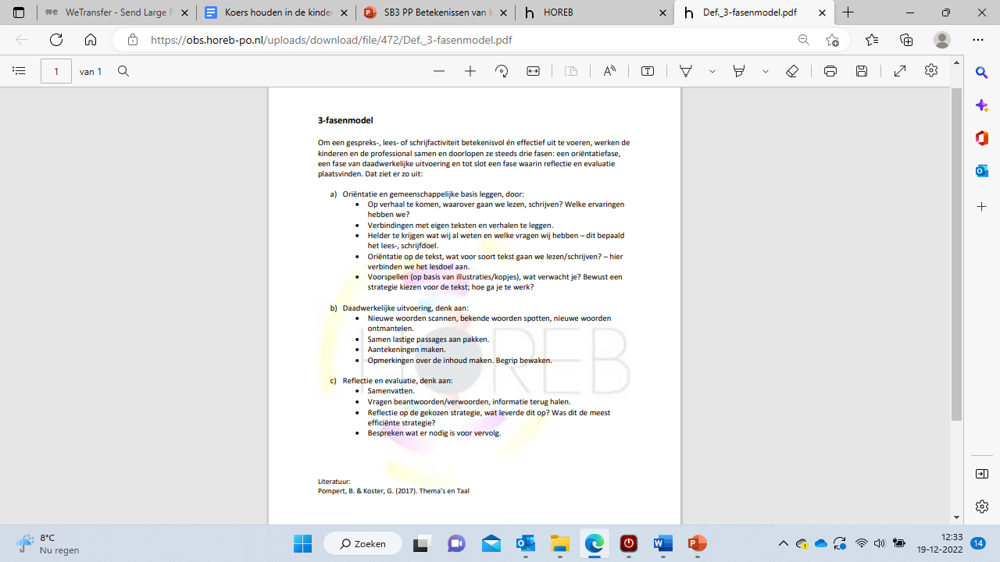 WeTransfer - Send Large F
Koers houden in de kinder
SB3 PP Betekenissen van k
HOREB
Def._3-fasenmodel.pdf
https://obs.horeb-po.nl/uploads/download/file/472/Def._3-fasenmodel.pdf
1 van 1
3-fasenmodel
Om een gespreks-, lees- of schrijfactiviteit betekenisvol én effectief uit te voeren, werken de
kinderen en de professional samen en doorlopen ze steeds drie fasen: een oriëntatiefase,
een fase van daadwerkelijke uitvoering en tot slot een fase waarin reflectie en evaluatie
plaatsvinden. Dat ziet er zo uit:
a) Oriëntatie en gemeenschappelijke basis leggen, door:
• Op verhaal te komen, waarover gaan we lezen, schrijven? Welke ervaringen
hebben we?
• Verbindingen met eigen teksten en verhalen te leggen.
• Helder te krijgen wat wij al weten en welke vragen wij hebben – dit bepaald
het lees-, schrijfdoel.
• Oriëntatie op de tekst, wat voor soort tekst gaan we lezen/schrijven? – hier
verbinden we het lesdoel aan.
• Voorspellen (op basis van illustraties/kopjes), wat verwacht je? Bewust een
strategie kiezen voor de tekst; hoe ga je te werk?
b) Daadwerkelijke uitvoering, denk aan:
• Nieuwe woorden scannen, bekende woorden spotten, nieuwe woorden
ontmantelen.
• Samen lastige passages aan pakken.
• Aantekeningen maken.
• Opmerkingen over de inhoud maken. Begrip bewaken.
HOREB
c) Reflectie en evaluatie, denk aan:
• Samenvatten.
• Vragen beantwoorden/verwoorden, informatie terug halen.
• Reflectie op de gekozen strategie, wat leverde dit op? Was dit de meest
efficiënte strategie?
• Bespreken wat er nodig is voor vervolg.
Literatuur:
Pompert, B. & Koster, G. (2017). Thema's en Taal
8°C
Nu regen
Zoeken
12:33
19-12-2022
14